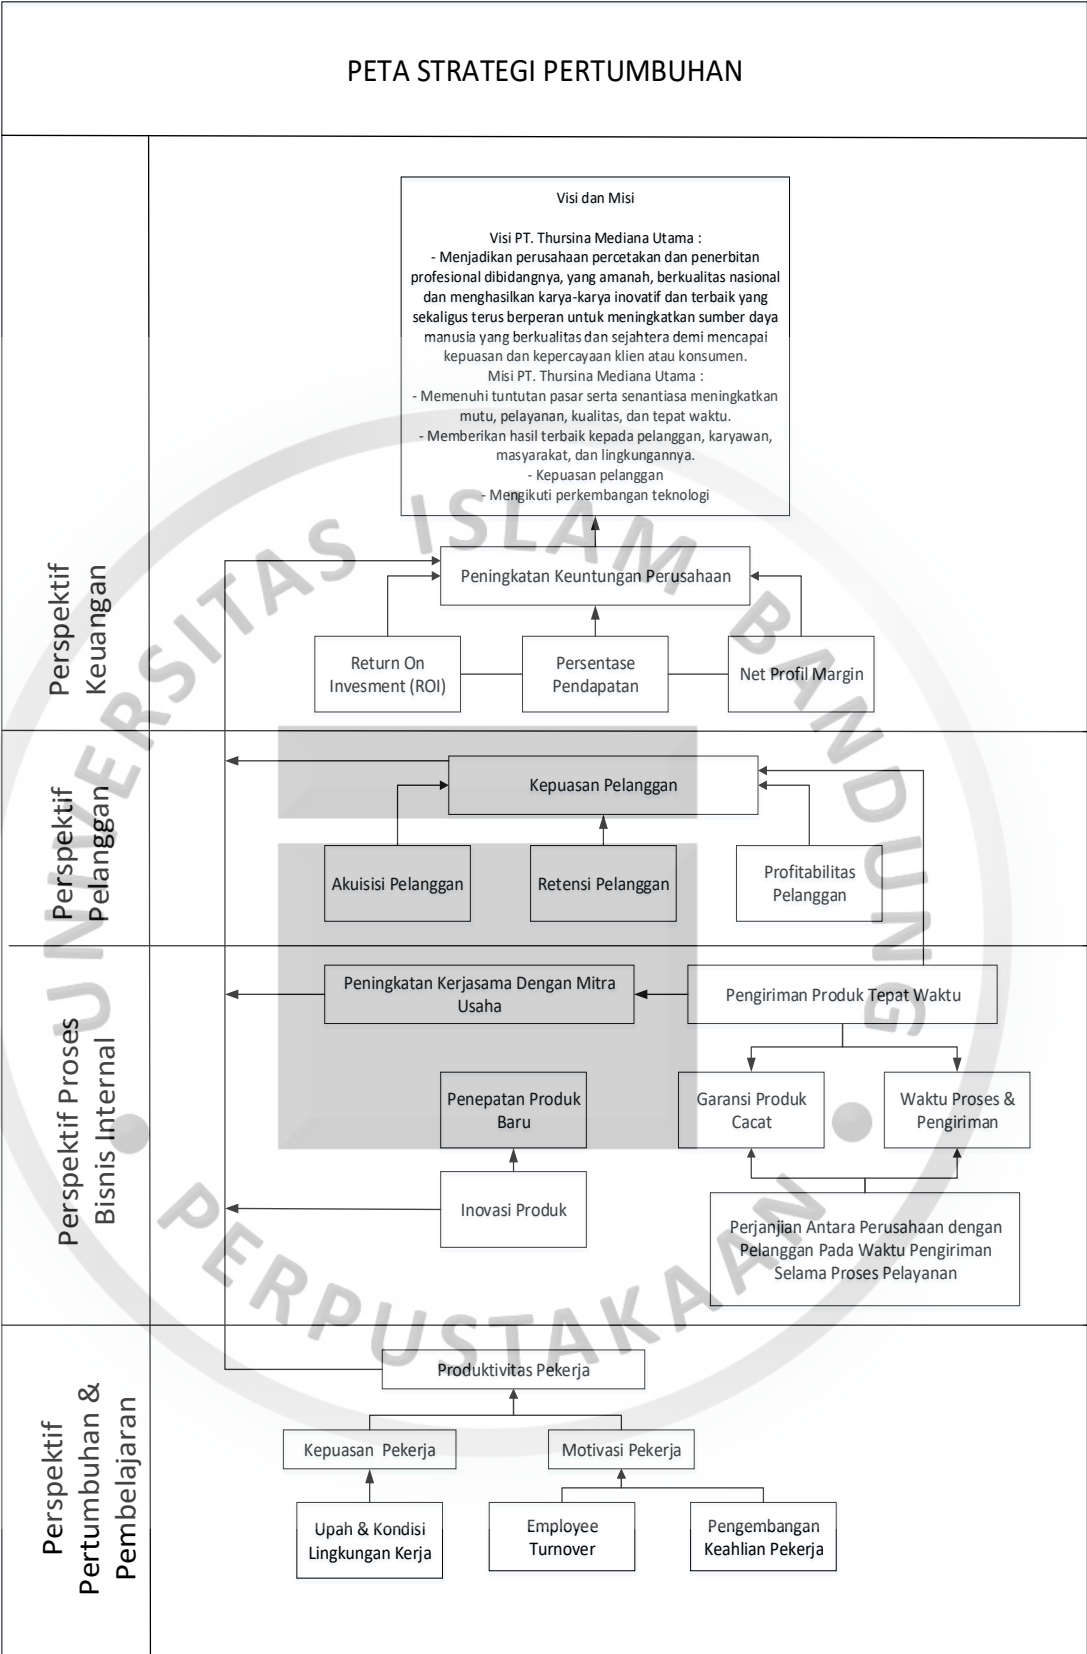 PETA STRATEGI PERTUMBUHAN
Visi dan Misi
Visi PT. Thursina Mediana Utama :
- Menjadikan perusahaan percetakan dan penerbitan
profesional dibidangnya, yang amanah, berkualitas nasional
dan menghasilkan karya-karya inovatif dan terbaik yang
sekaligus terus berperan untuk meningkatkan sumber daya
manusia yang berkualitas dan sejahtera demi mencapai
kepuasan dan kepercayaan klien atau konsumen.
Misi PT. Thursina Mediana Utama :
- Memenuhi tuntutan pasar serta senantiasa meningkatkan
mutu, pelayanan, kualitas, dan tepat waktu.
- Memberikan hasil terbaik kepada pelanggan, karyawan,
masyarakat, dan lingkungannya.
- Kepuasan pelanggan
- Mengikuti perkembangan teknologi
Perspektif
Keuangan
Peningkatan Keuntungan Perusahaan
Return On
Invesment (ROI)
Persentase
Pendapatan
Net Profil Margin
Perspektif
Pelanggan
Kepuasan Pelanggan
Akuisisi Pelanggan
Retensi Pelanggan
Profitabilitas
Pelanggan
Perspektif Proses
Bisnis Internal
Peningkatan Kerjasama Dengan Mitra
Usaha
Pengiriman Produk Tepat Waktu
Penepatan Produk
Baru
Garansi Produk
Cacat
Waktu Proses &
Pengiriman
Inovasi Produk
Perjanjian Antara Perusahaan dengan
Pelanggan Pada Waktu Pengiriman
Selama Proses Pelayanan
Perspektif
Pertumbuhan &
Pembelajaran
Produktivitas Pekerja
Kepuasan Pekerja
Motivasi Pekerja
Upah & Kondisi
Lingkungan Kerja
Employee
Turnover
Pengembangan
Keahlian Pekerja
UNIVERSITAS ISLAM BANDUNG
PERPUSTAKAAN